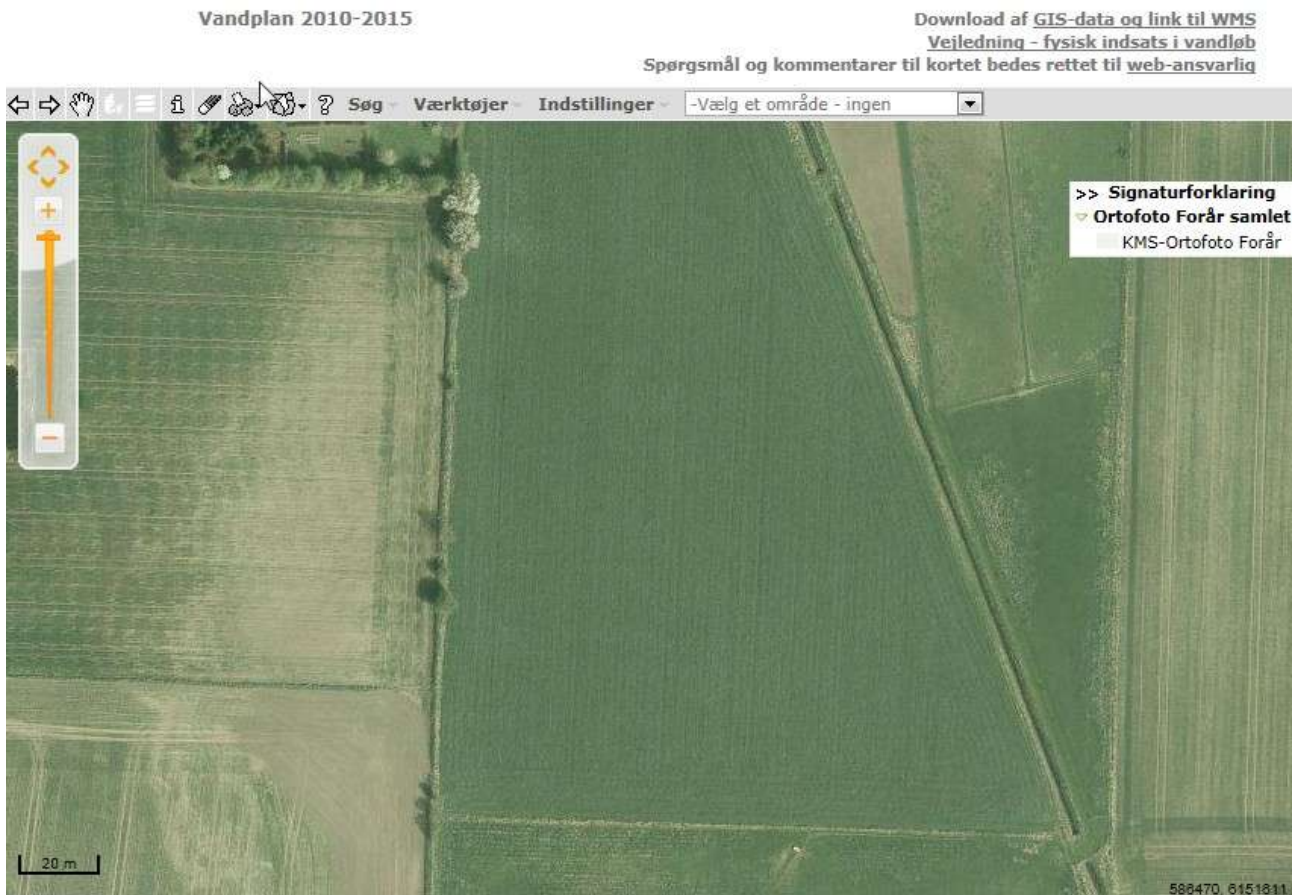 Vandplan 2010-2015
Download af GIS-data og link til WMS
Vejledning - fysisk indsats i vandløb
Spørgsmål og kommentarer til kortet bedes rettet til web-ansvarlig
Søg Værktøjer Indstillinger -Vælg et område - ingen
>> Signaturforklaring
Ortofoto Forår samlet
KMS-Ortofoto Forår
20 m
586470, 6151611